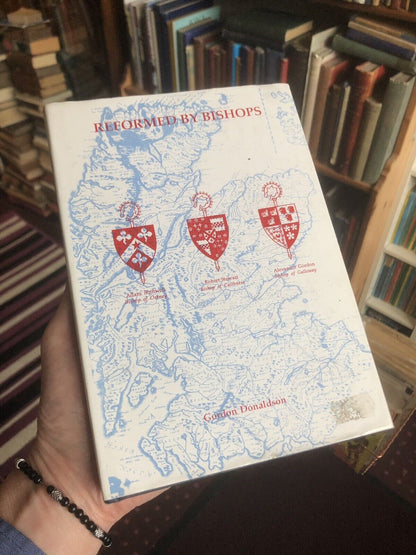 REFORMED BY BISHOPS
Adam Bothwell
Bishop of Orkney
Robert Stewart
Bishop of Caithness
Alexander Gordon
Bishop of Galloway
Gordon Donaldson